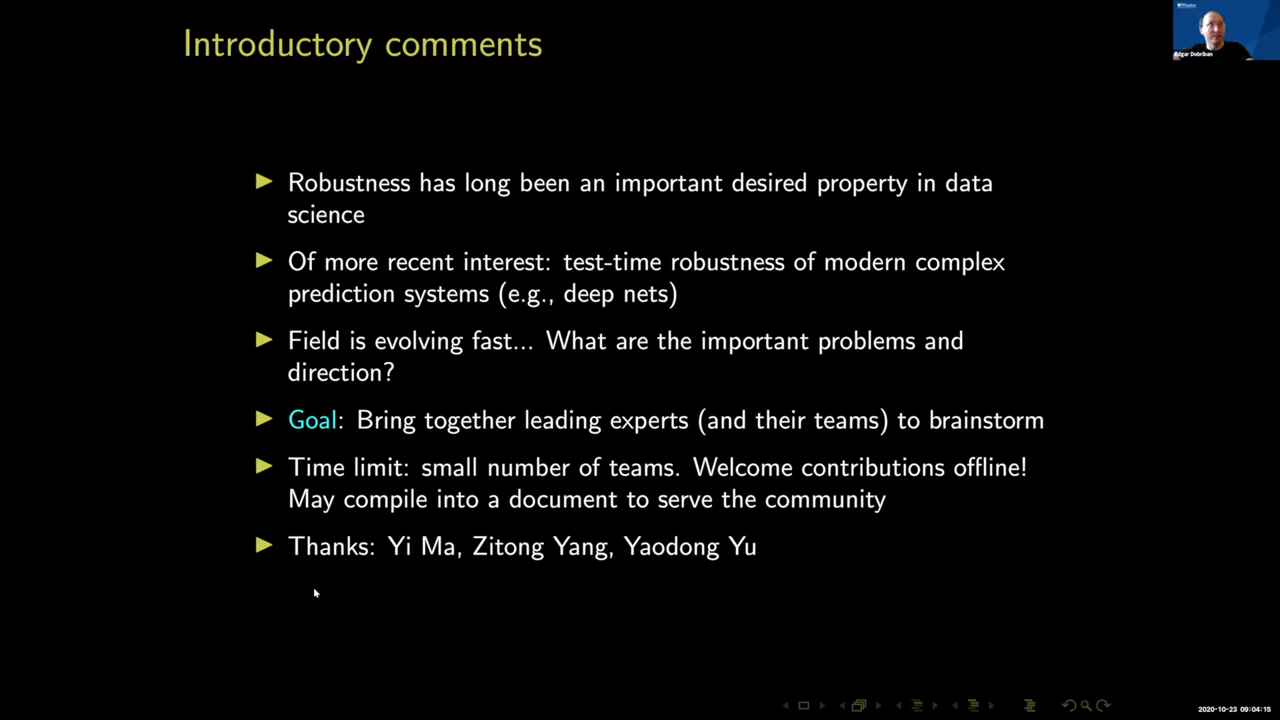 Introductory comments
Edgar Dobriban
▶ Robustness has long been an important desired property in data
science
▶ Of more recent interest: test-time robustness of modern complex
prediction systems (e.g., deep nets)
▶ Field is evolving fast... What are the important problems and
direction?
▶ Goal: Bring together leading experts (and their teams) to brainstorm
▶ Time limit: small number of teams. Welcome contributions offline!
May compile into a document to serve the community
▶ Thanks: Yi Ma, Zitong Yang, Yaodong Yu
2020-10-23 09:04:15